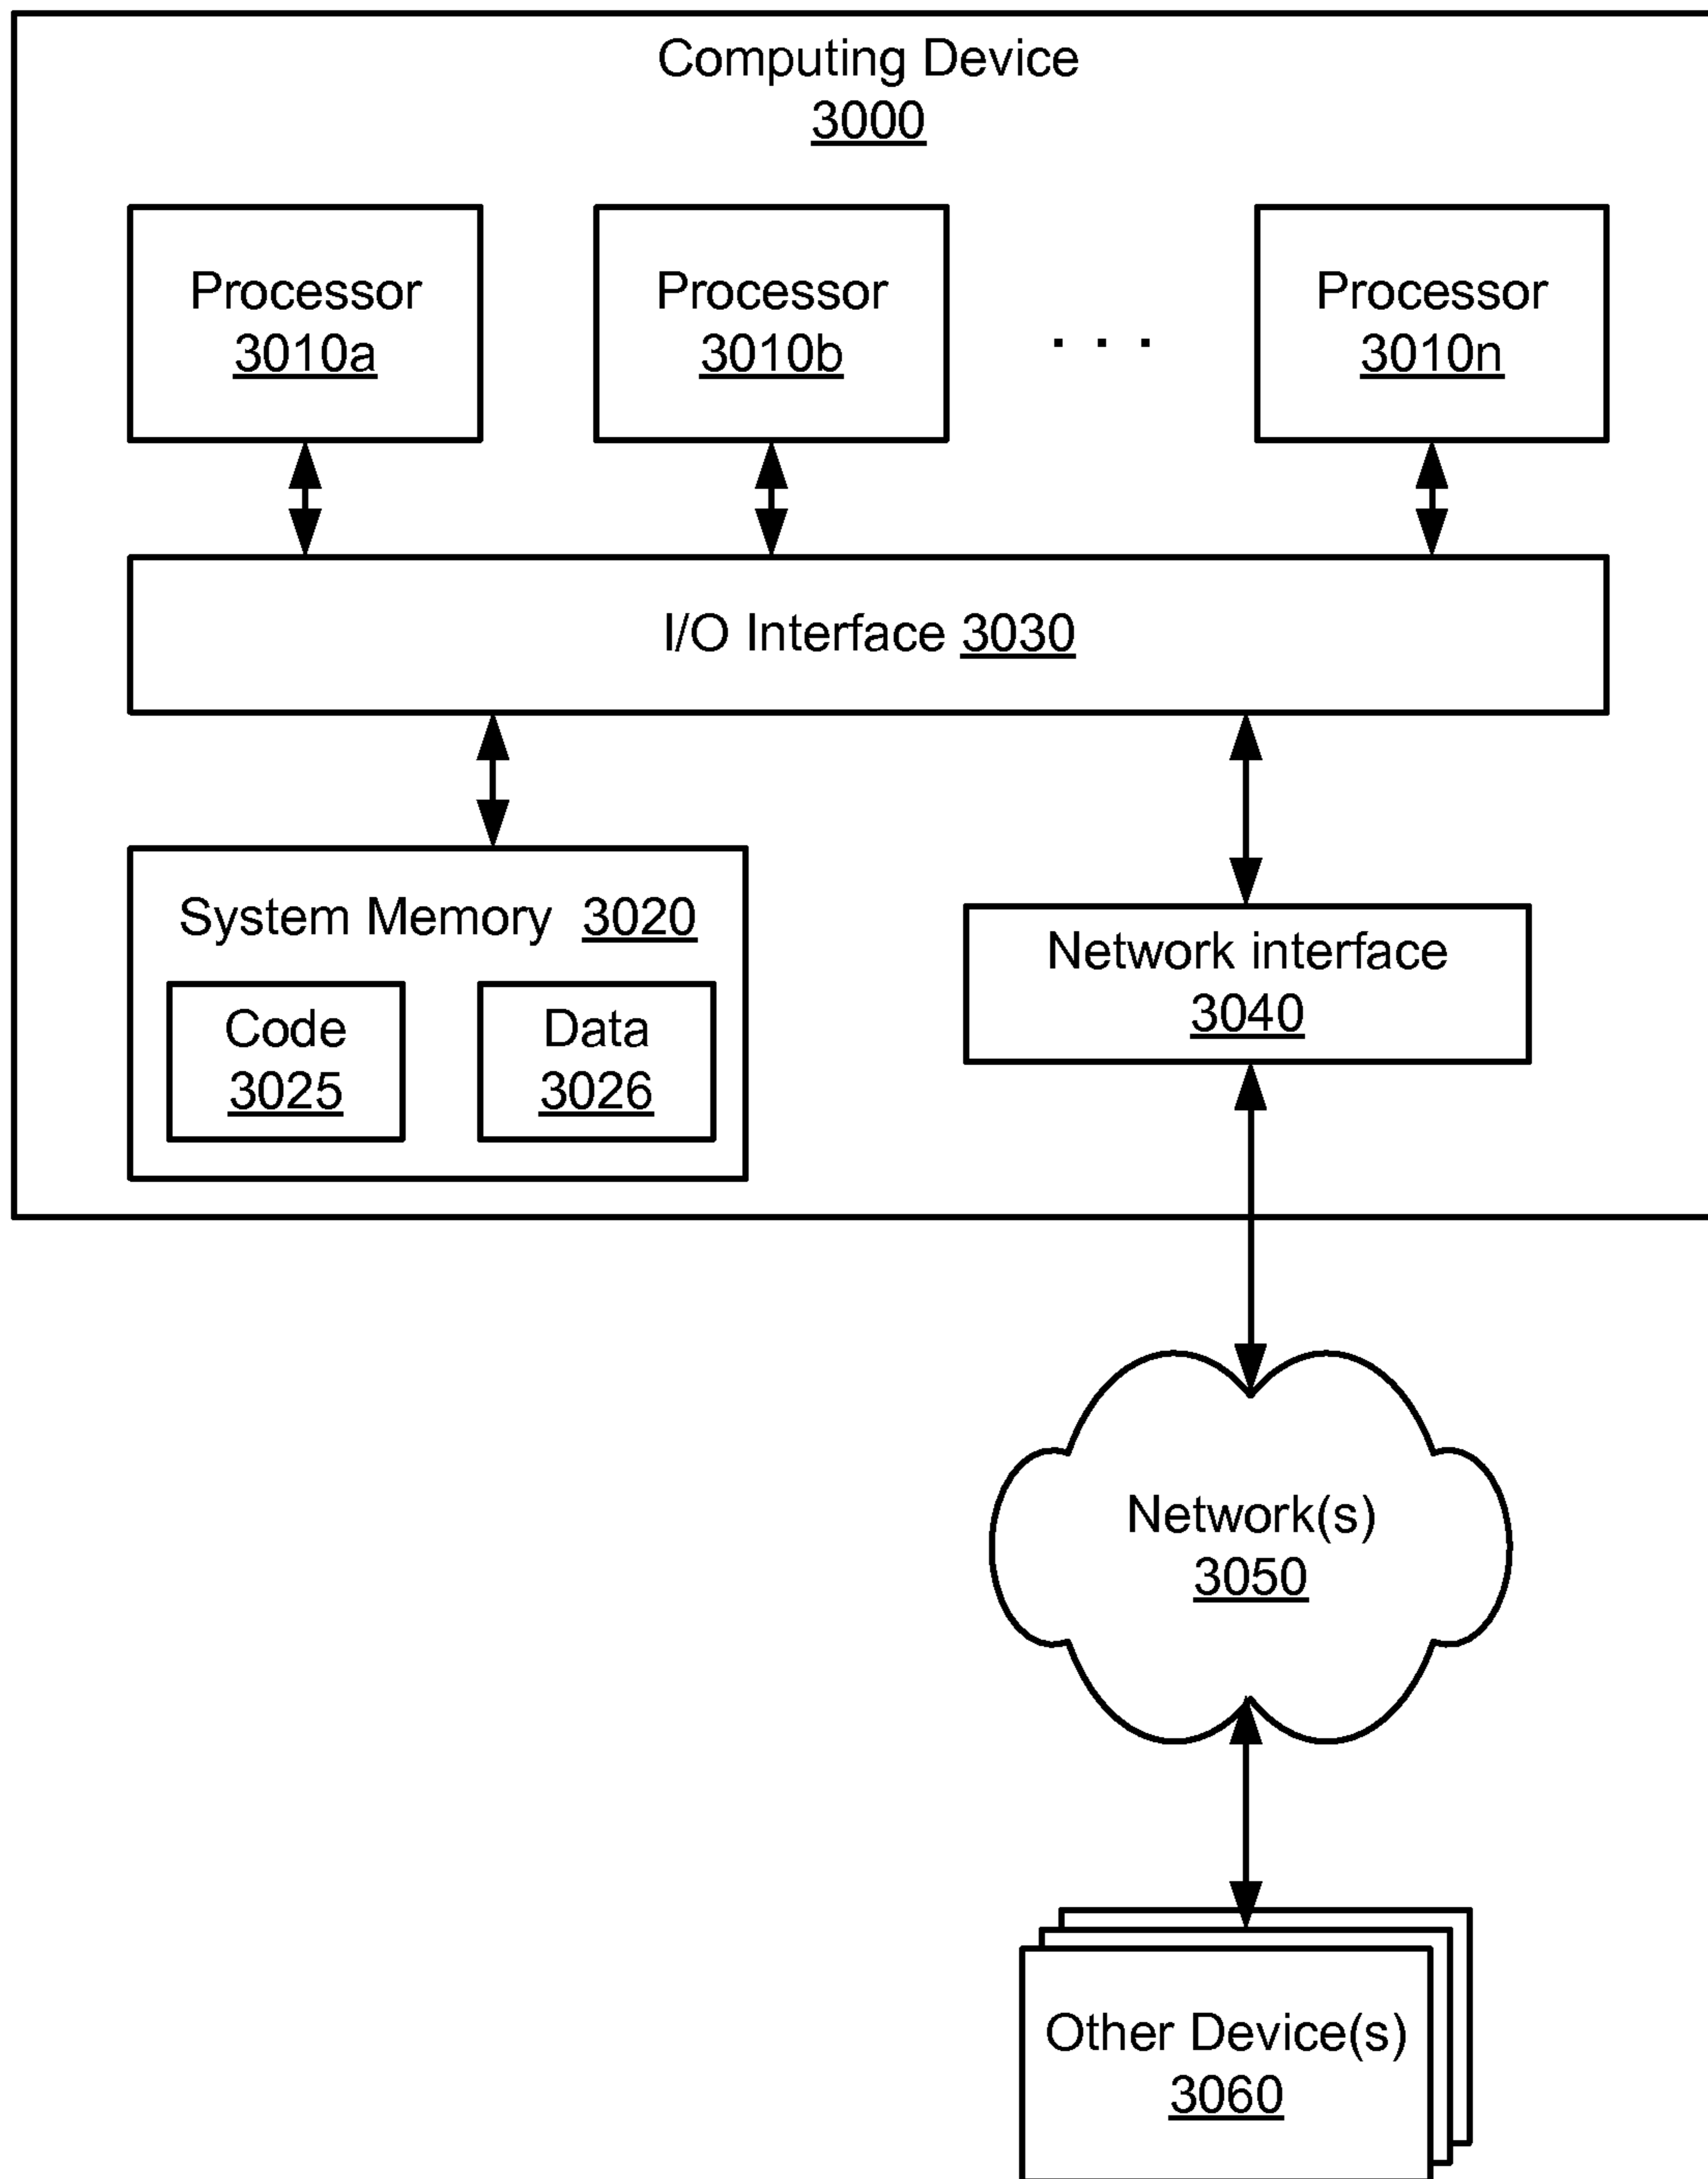 Computing Device
3000
Processor
3010a
Processor
3010b
. . .
Processor
3010n
I/O Interface 3030
System Memory 3020
Code
3025
Data
3026
Network interface
3040
Network(s)
3050
Other Device(s)
3060